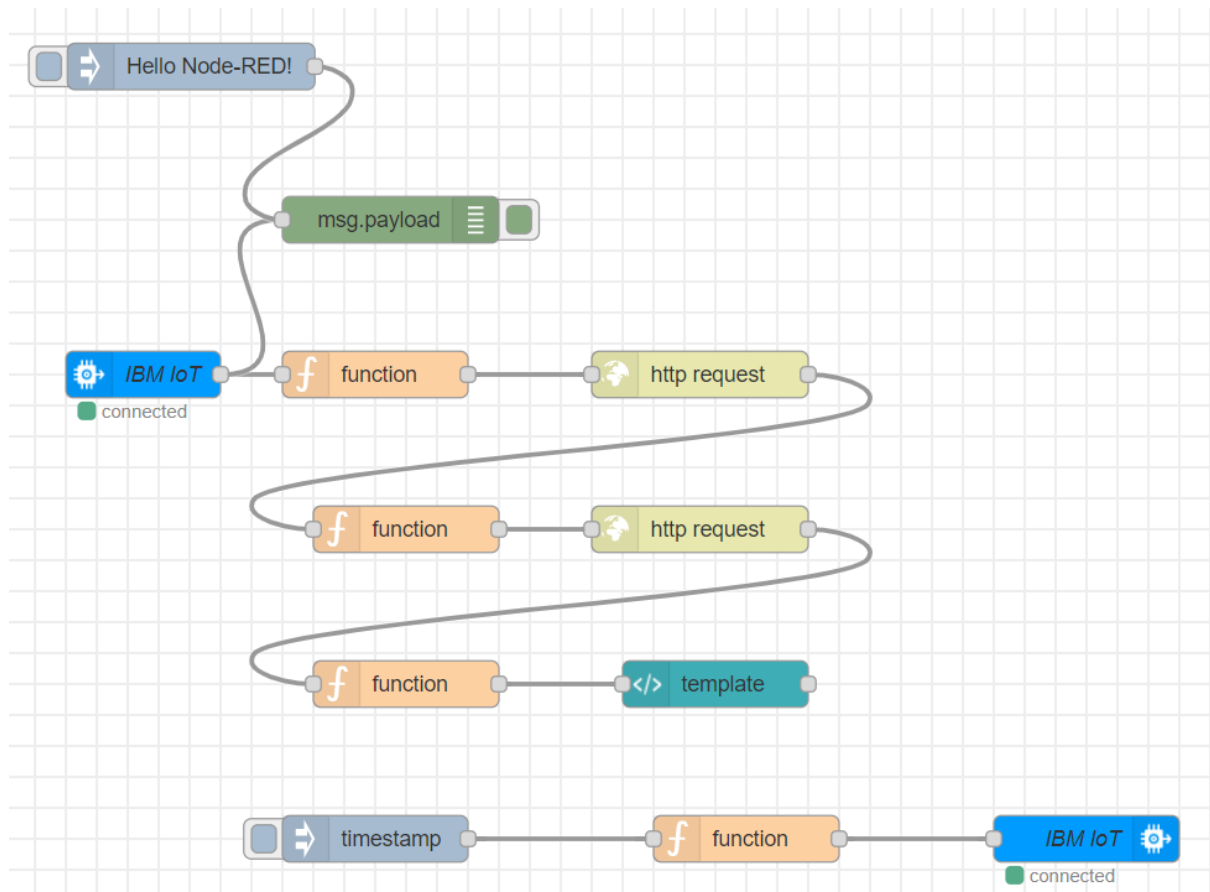 Hello Node-RED!
msg.payload
IBM IoT
function
http request
connected
function
http request
function
template
timestamp
function
IBM IoT
connected